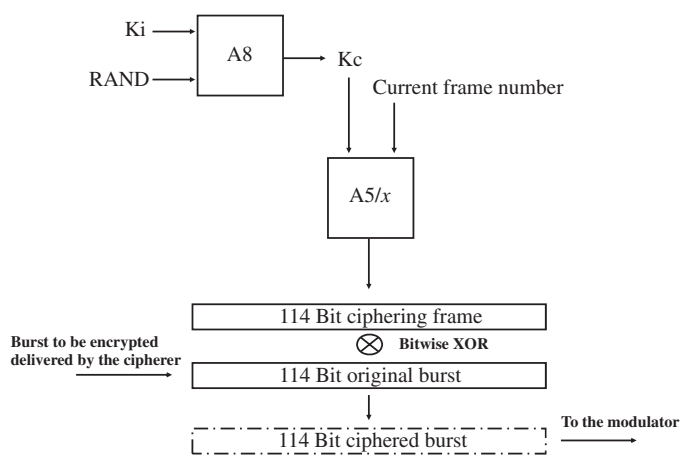 Ki
A8
Kc
RAND
Current frame number
A5/x
114 Bit ciphering frame
Burst to be encrypted
delivered by the cipherer
Bitwise XOR
114 Bit original burst
To the modulator
114 Bit ciphered burst